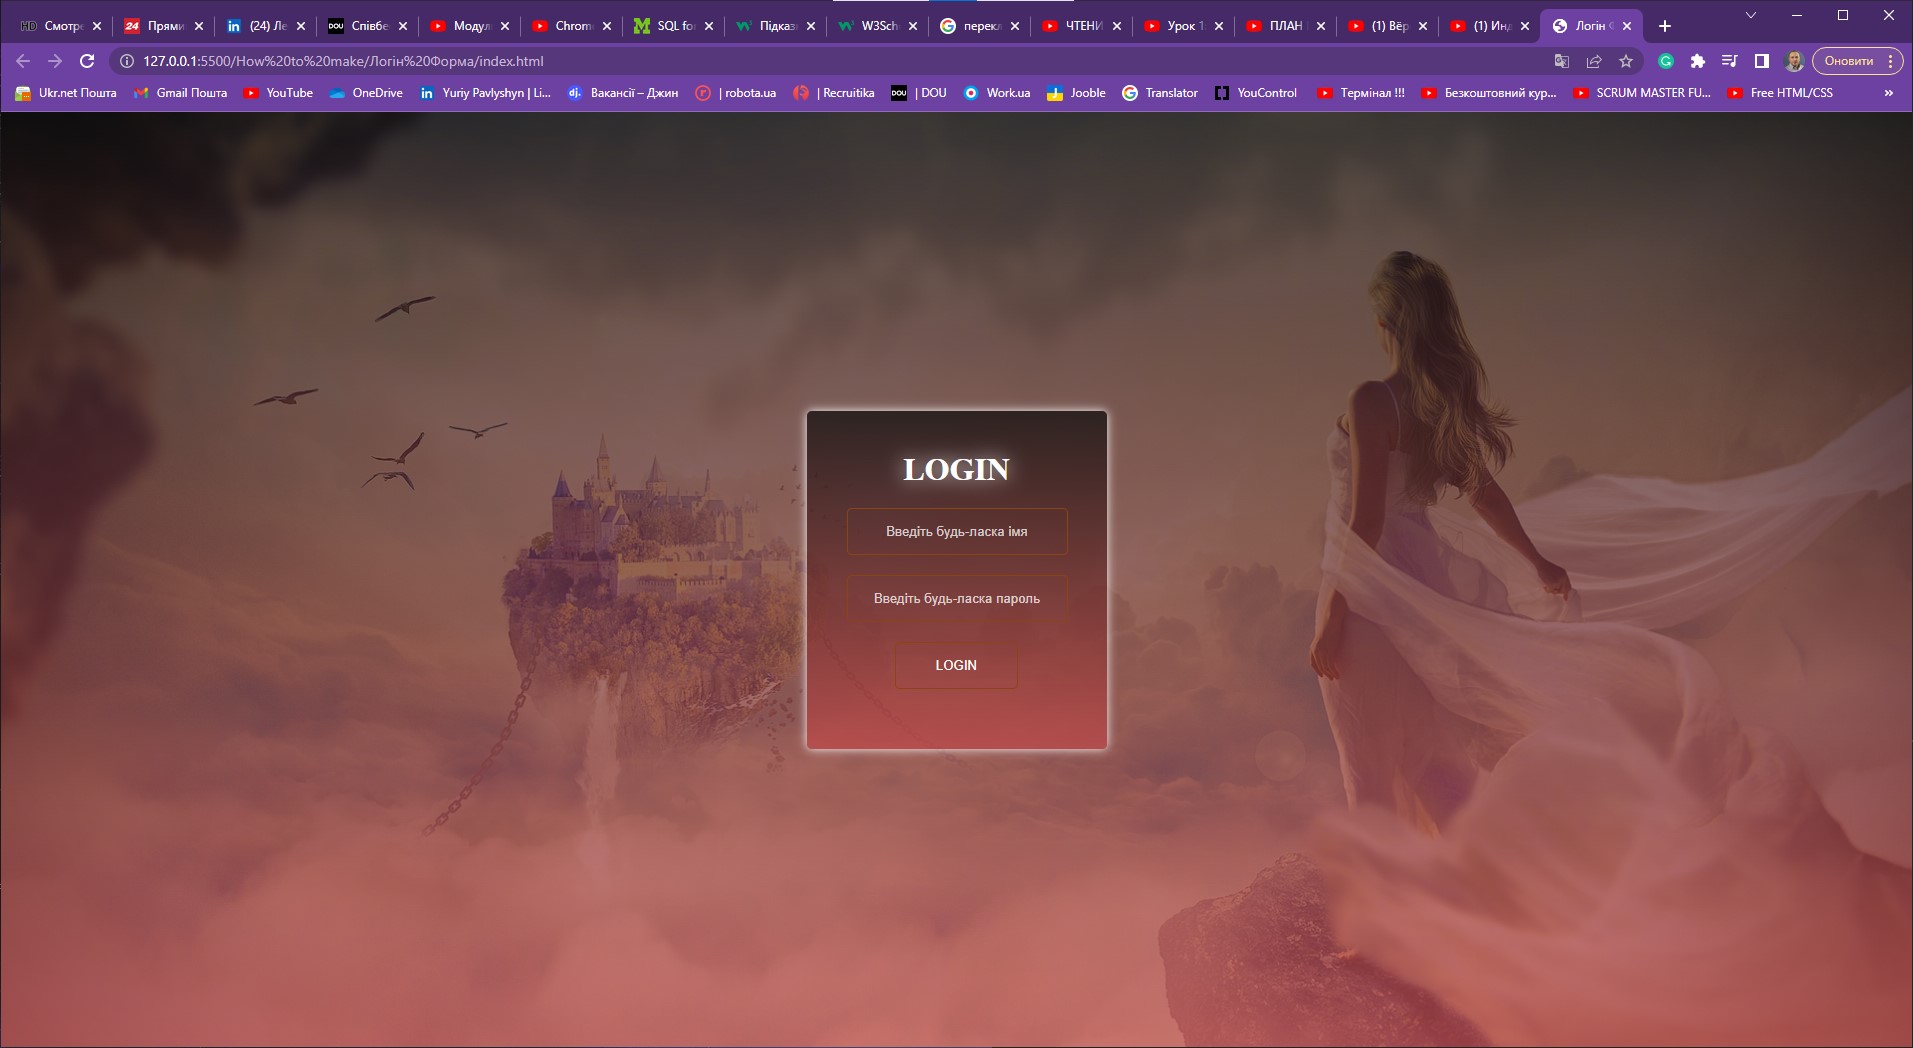 HD Смотре
24 Прями
in (24) Ле
DOU Співбе
Модул
Chrom
SQL for
Підказ
W3Sch
G перекл
ЧТЕНИ
Урок 1
ПЛАН
(1) Вёр
(1) Инд
Логін Ф
127.0.0.1:5500/How%20to%20make/Логін%20Форма/index.html
Оновити
Ukr.net Пошта
Gmail Пошта
YouTube
OneDrive
in Yuriy Pavlyshyn | Li...
dj. Вакансії – Джин
r | robota.ua
| Recruitika
DOU | DOU
Work.ua
Jooble
G Translator
YouControl
Термінал !!!
Безкоштовний кур...
SCRUM MASTER FU...
Free HTML/CSS
»
LOGIN
Введіть будь-ласка імя
Введіть будь-ласка пароль
LOGIN